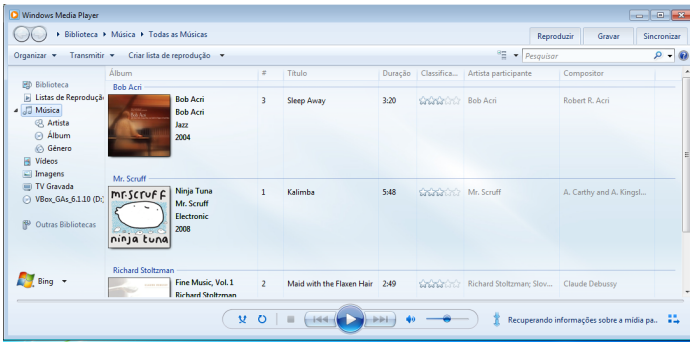 Windows Media Player
Biblioteca Música Todas as Músicas
Reproduzir Gravar Sincronizar
Organizar Transmitir Criar lista de reprodução Pesquisar
Álbum # Título Duração Classifica... Artista participante Compositor
Biblioteca
Listas de Reproduçã
Música
Artista
Álbum
Gênero
Vídeos
Imagens
TV Gravada
VBox_GAs_6.1.10 (D:
Outras Bibliotecas
Bing
Bob Acri
Bob Acri 3 Sleep Away 3:20 Bob Acri Robert R. Acri
Bob Acri
Jazz
2004
Mr. Scruff
mr.scruff
ninja tuna
Ninja Tuna 1 Kalimba 5:48 Mr. Scruff A. Carthy and A. Kingsl...
Mr. Scruff
Electronic
2008
Richard Stoltzman
Fine Music, Vol. 1 2 Maid with the Flaxen Hair 2:49 Richard Stoltzman; Slov... Claude Debussy
Richard Stoltzman
Recuperando informações sobre a mídia pa..